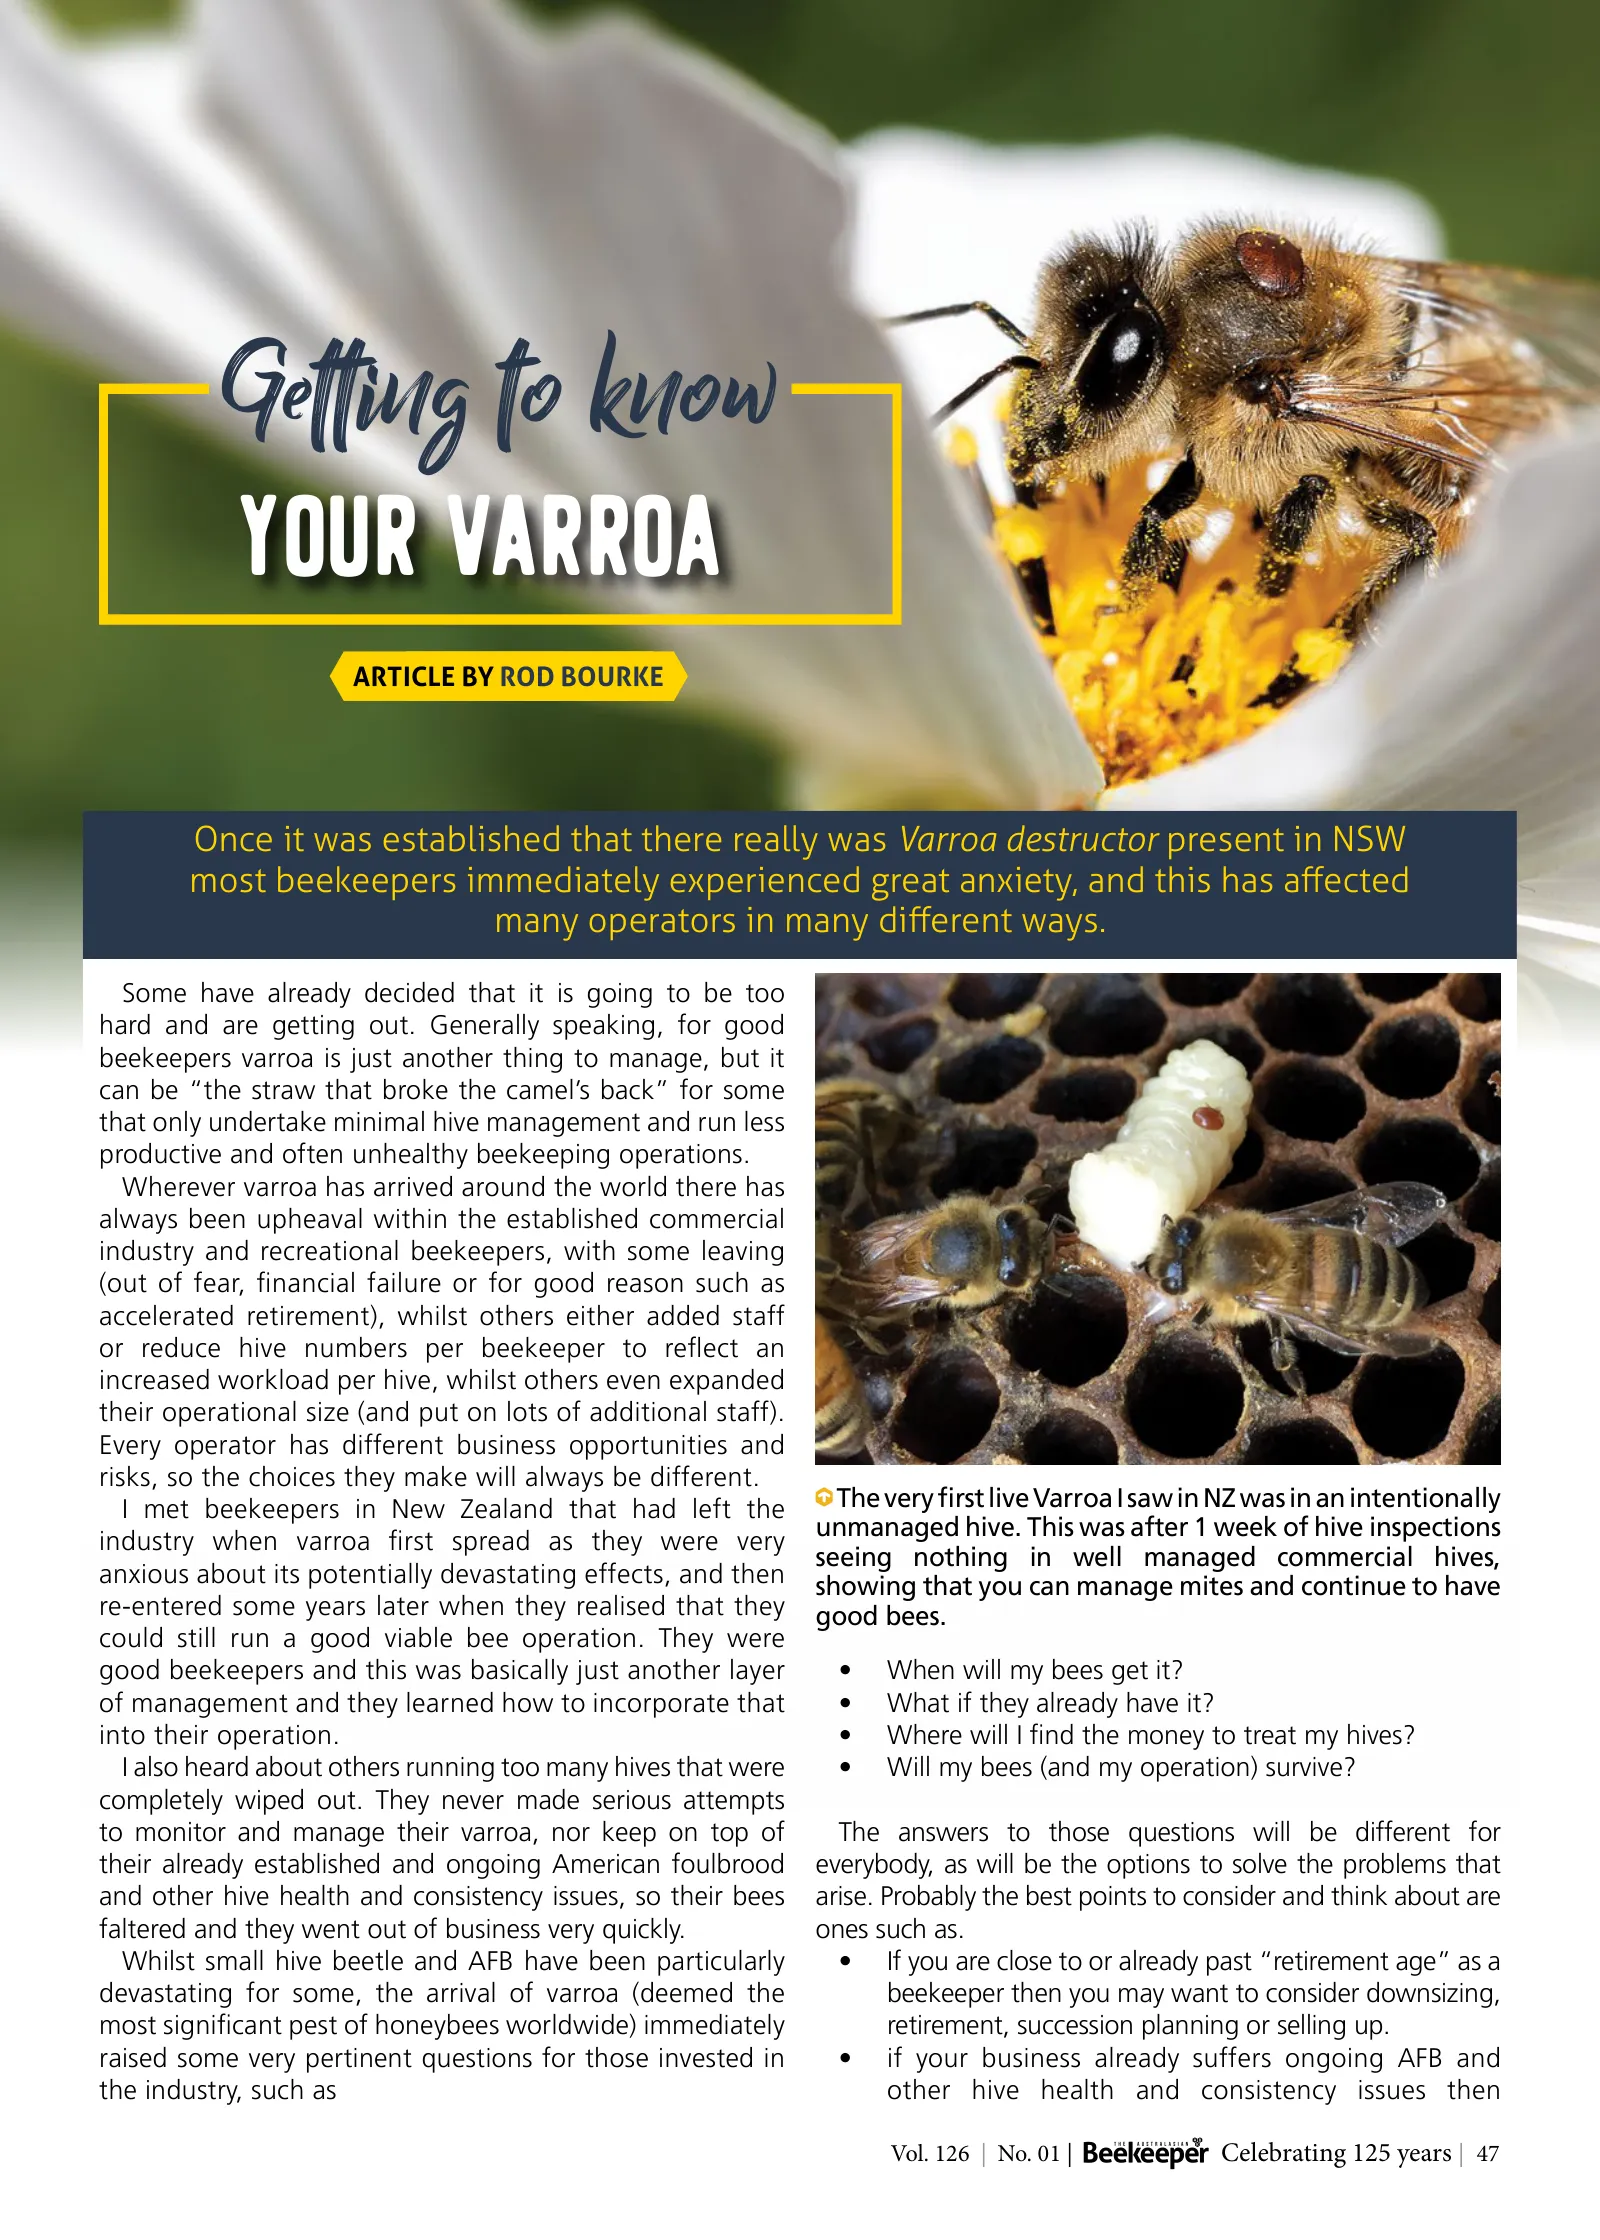 Getting to know
YOUR VARROA
ARTICLE BY ROD BOURKE
Once it was established that there really was Varroa destructor present in NSW
most beekeepers immediately experienced great anxiety, and this has affected
many operators in many different ways.
Some have already decided that it is going to be too
hard and are getting out. Generally speaking, for good
beekeepers varroa is just another thing to manage, but it
can be “the straw that broke the camel’s back” for some
that only undertake minimal hive management and run less
productive and often unhealthy beekeeping operations.
Wherever varroa has arrived around the world there has
always been upheaval within the established commercial
industry and recreational beekeepers, with some leaving
(out of fear, financial failure or for good reason such as
accelerated retirement), whilst others either added staff
or reduce hive numbers per beekeeper to reflect an
increased workload per hive, whilst others even expanded
their operational size (and put on lots of additional staff).
Every operator has different business opportunities and
risks, so the choices they make will always be different.
I met beekeepers in New Zealand that had left the
industry when varroa first spread as they were very
anxious about its potentially devastating effects, and then
re-entered some years later when they realised that they
could still run a good viable bee operation. They were
good beekeepers and this was basically just another layer
of management and they learned how to incorporate that
into their operation.
I also heard about others running too many hives that were
completely wiped out. They never made serious attempts
to monitor and manage their varroa, nor keep on top of
their already established and ongoing American foulbrood
and other hive health and consistency issues, so their bees
faltered and they went out of business very quickly.
Whilst small hive beetle and AFB have been particularly
devastating for some, the arrival of varroa (deemed the
most significant pest of honeybees worldwide) immediately
raised some very pertinent questions for those invested in
the industry, such as
The very first live Varroa I saw in NZ was in an intentionally
unmanaged hive. This was after 1 week of hive inspections
seeing nothing in well managed commercial hives,
showing that you can manage mites and continue to have
good bees.
• When will my bees get it?
• What if they already have it?
• Where will I find the money to treat my hives?
• Will my bees (and my operation) survive?
The answers to those questions will be different for
everybody, as will be the options to solve the problems that
arise. Probably the best points to consider and think about are
ones such as.
• If you are close to or already past “retirement age” as a
beekeeper then you may want to consider downsizing,
retirement, succession planning or selling up.
• if your business already suffers ongoing AFB and
other hive health and consistency issues then
Vol. 126 | No. 01 | THE AUSTRALASIAN Beekeeper Celebrating 125 years | 47